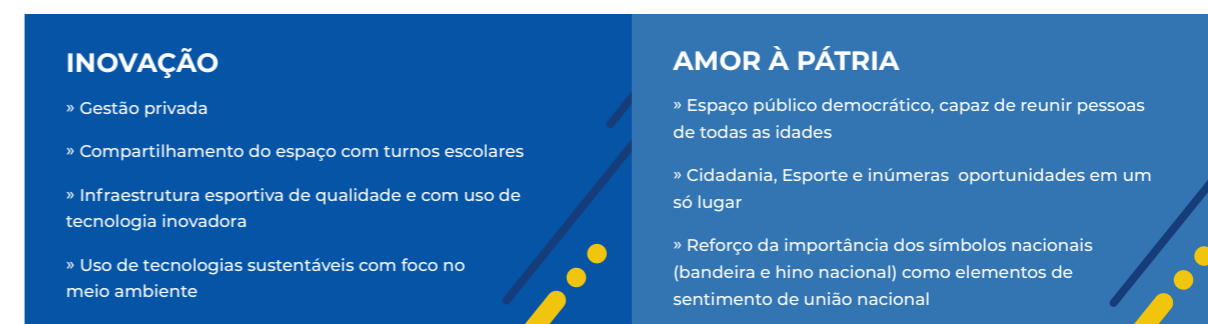 INOVAÇÃO
» Gestão privada
» Compartilhamento do espaço com turnos escolares
» Infraestrutura esportiva de qualidade e com uso de
tecnologia inovadora
» Uso de tecnologias sustentáveis com foco no
meio ambiente
AMOR À PÁTRIA
» Espaço público democrático, capaz de reunir pessoas
de todas as idades
» Cidadania, Esporte e inúmeras  oportunidades em um
só lugar
» Reforço da importância dos símbolos nacionais
(bandeira e hino nacional) como elementos de
sentimento de união nacional